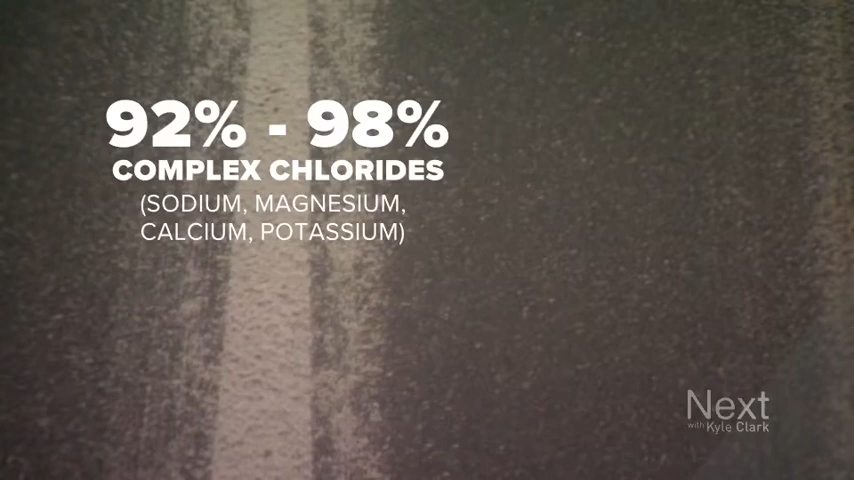 92% - 98%
COMPLEX CHLORIDES
(SODIUM, MAGNESIUM,
CALCIUM, POTASSIUM)
Next
with Kyle Clark